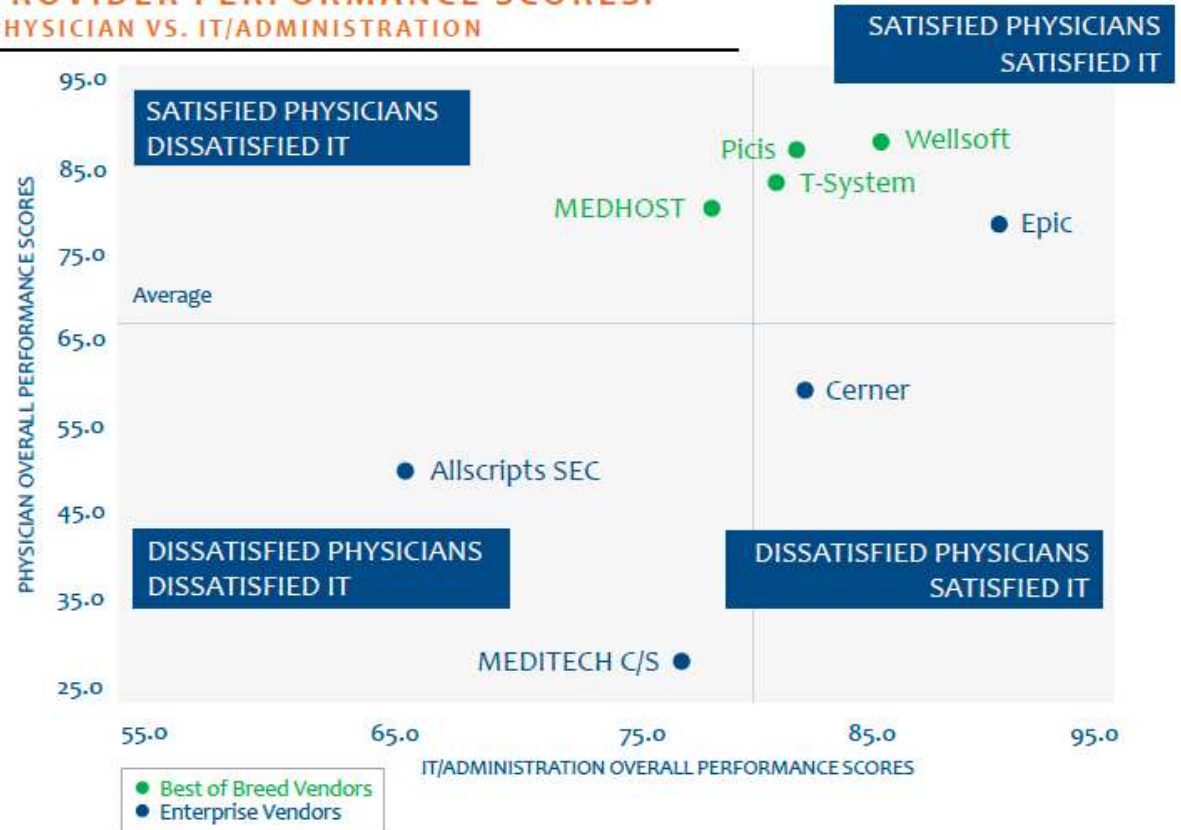 ROVIDER PERFORMANCE SCORES:
HYSICIAN VS. IT/ADMINISTRATION
SATISFIED PHYSICIANS
SATISFIED IT
95.0
SATISFIED PHYSICIANS
DISSATISFIED IT
Picis
Wellsoft
85.0
T-System
MEDHOST
Epic
75.0
Average
65.0
Cerner
55.0
Allscripts SEC
45.0
DISSATISFIED PHYSICIANS
DISSATISFIED IT
DISSATISFIED PHYSICIANS
SATISFIED IT
35.0
MEDITECH C/S
25.0
PHYSICIAN OVERALL PERFORMANCE SCORES
55.0 65.0 75.0 85.0 95.0
IT/ADMINISTRATION OVERALL PERFORMANCE SCORES
Best of Breed Vendors
Enterprise Vendors